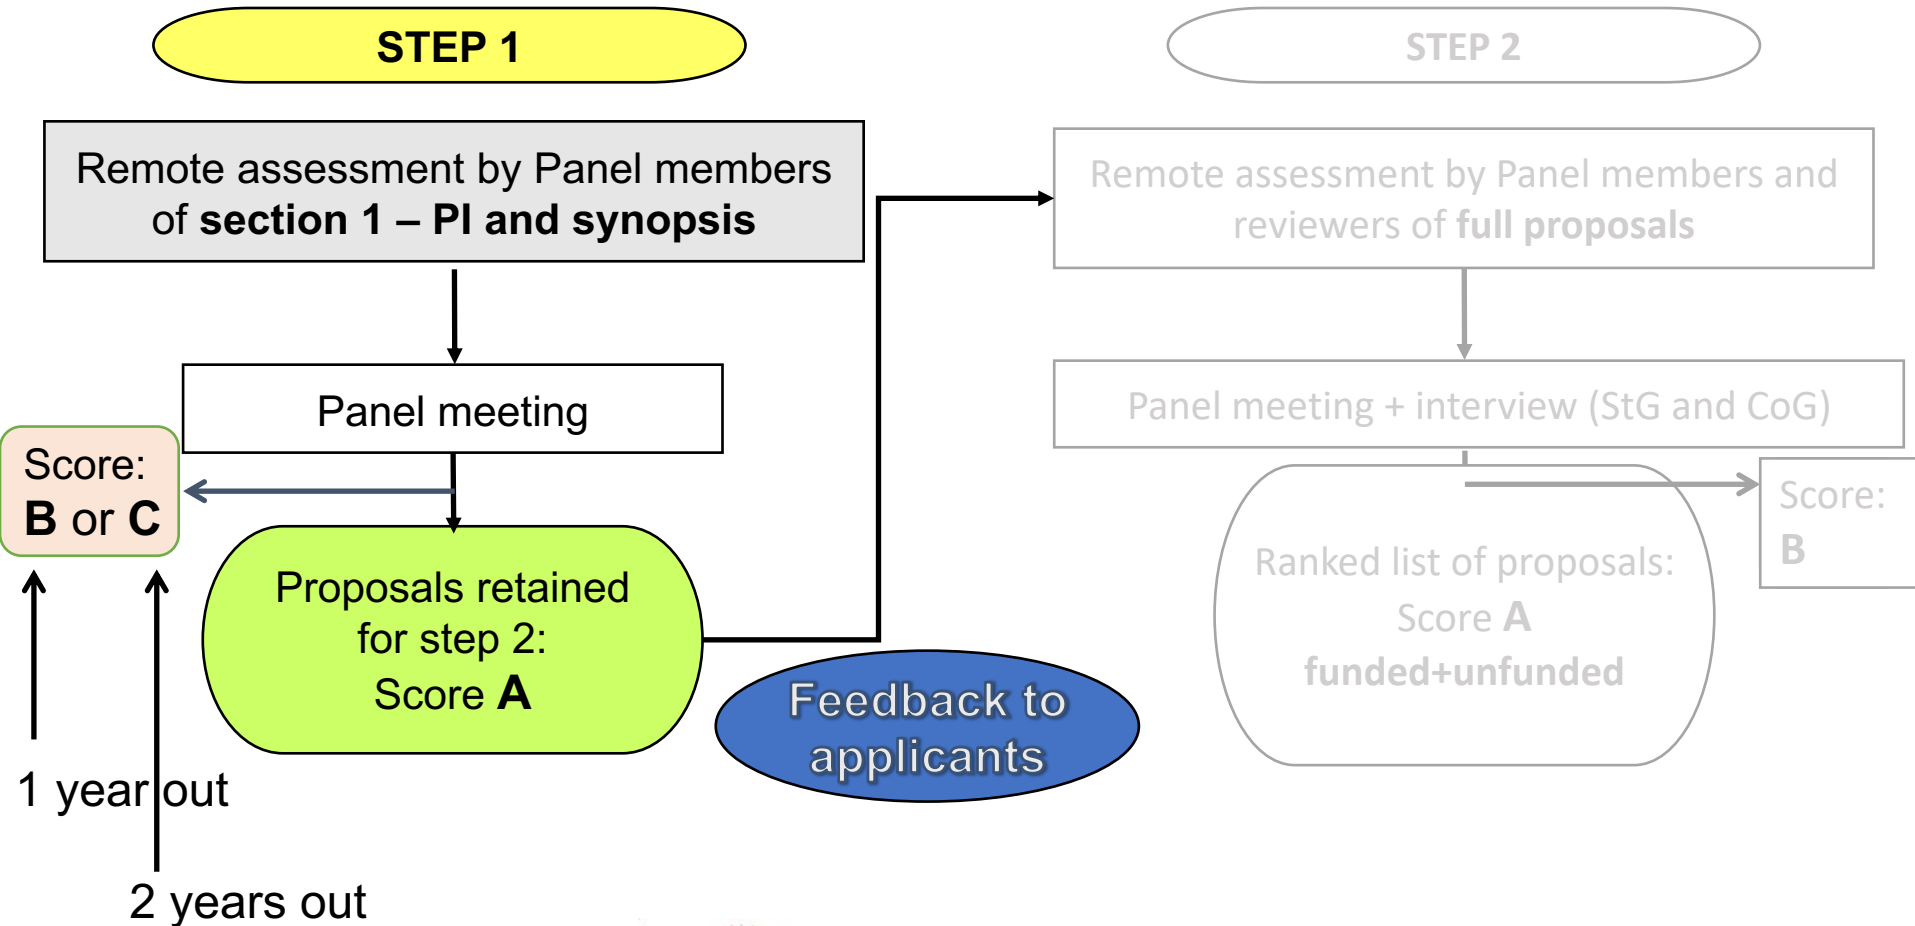 STEP 1
Remote assessment by Panel members
of section 1 – PI and synopsis
Panel meeting
Score:
B or C
Proposals retained
for step 2:
Score A
1 year out
2 years out
Feedback to
applicants
STEP 2
Remote assessment by Panel members and
reviewers of full proposals
Panel meeting + interview (StG and CoG)
Score:
B
Ranked list of proposals:
Score A
funded+unfunded